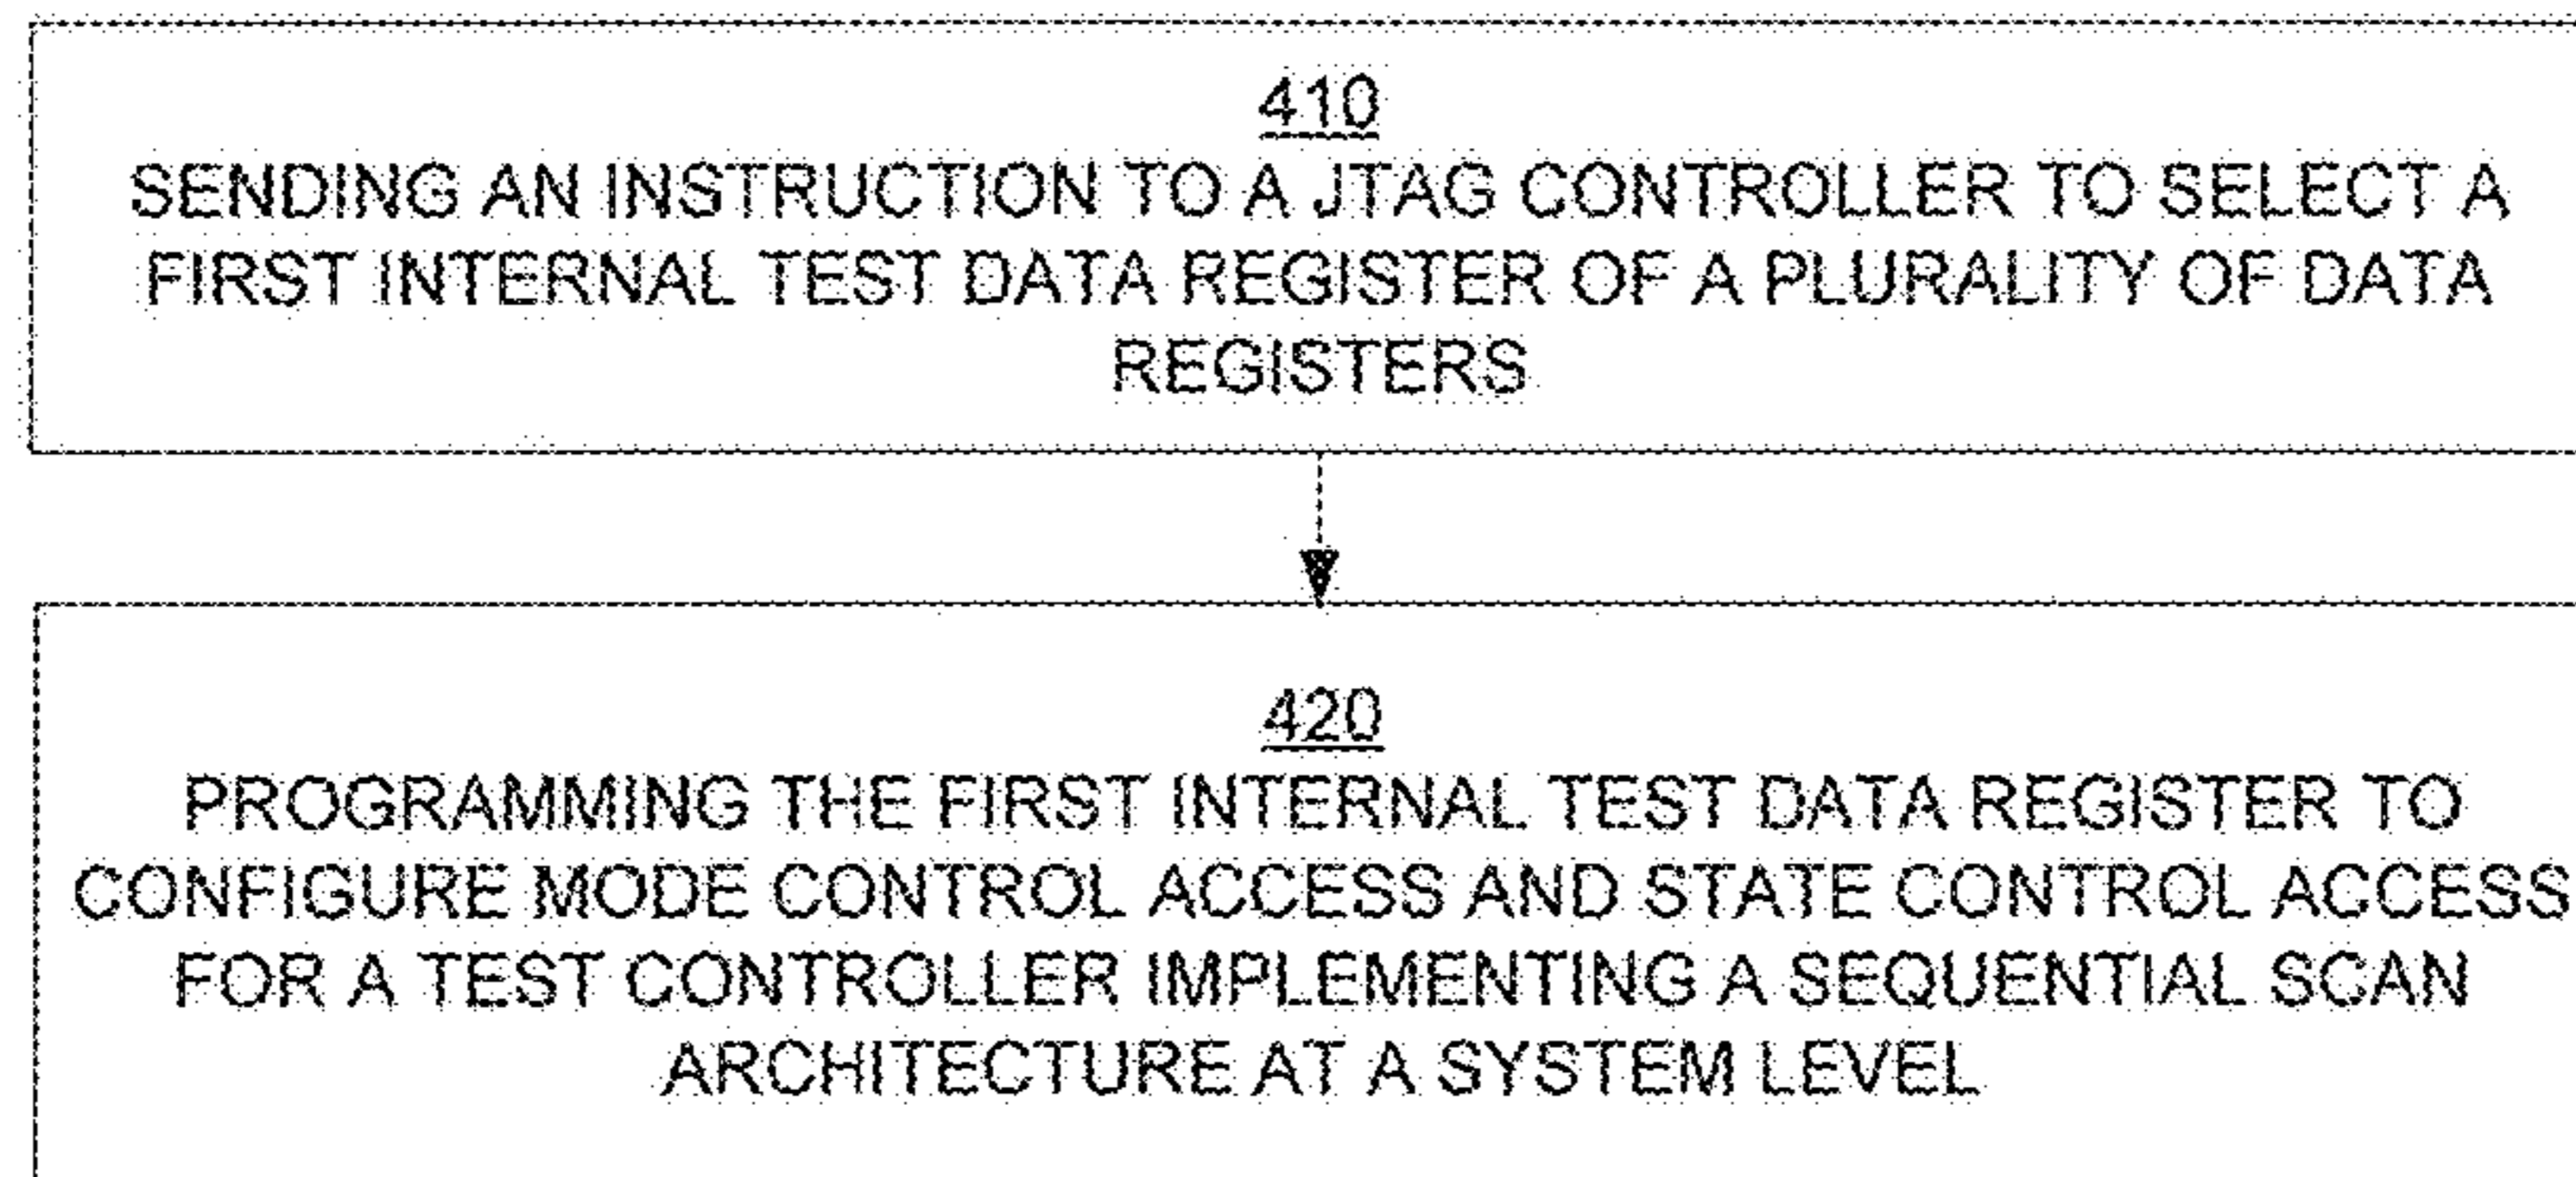 410
SENDING AN INSTRUCTION TO A JTAG CONTROLLER TO SELECT A
FIRST INTERNAL TEST DATA REGISTER OF A PLURALITY OF DATA
REGISTERS
420
PROGRAMMING THE FIRST INTERNAL TEST DATA REGISTER TO
CONFIGURE MODE CONTROL ACCESS AND STATE CONTROL ACCESS
FOR A TEST CONTROLLER IMPLEMENTING A SEQUENTIAL SCAN
ARCHITECTURE AT A SYSTEM LEVEL